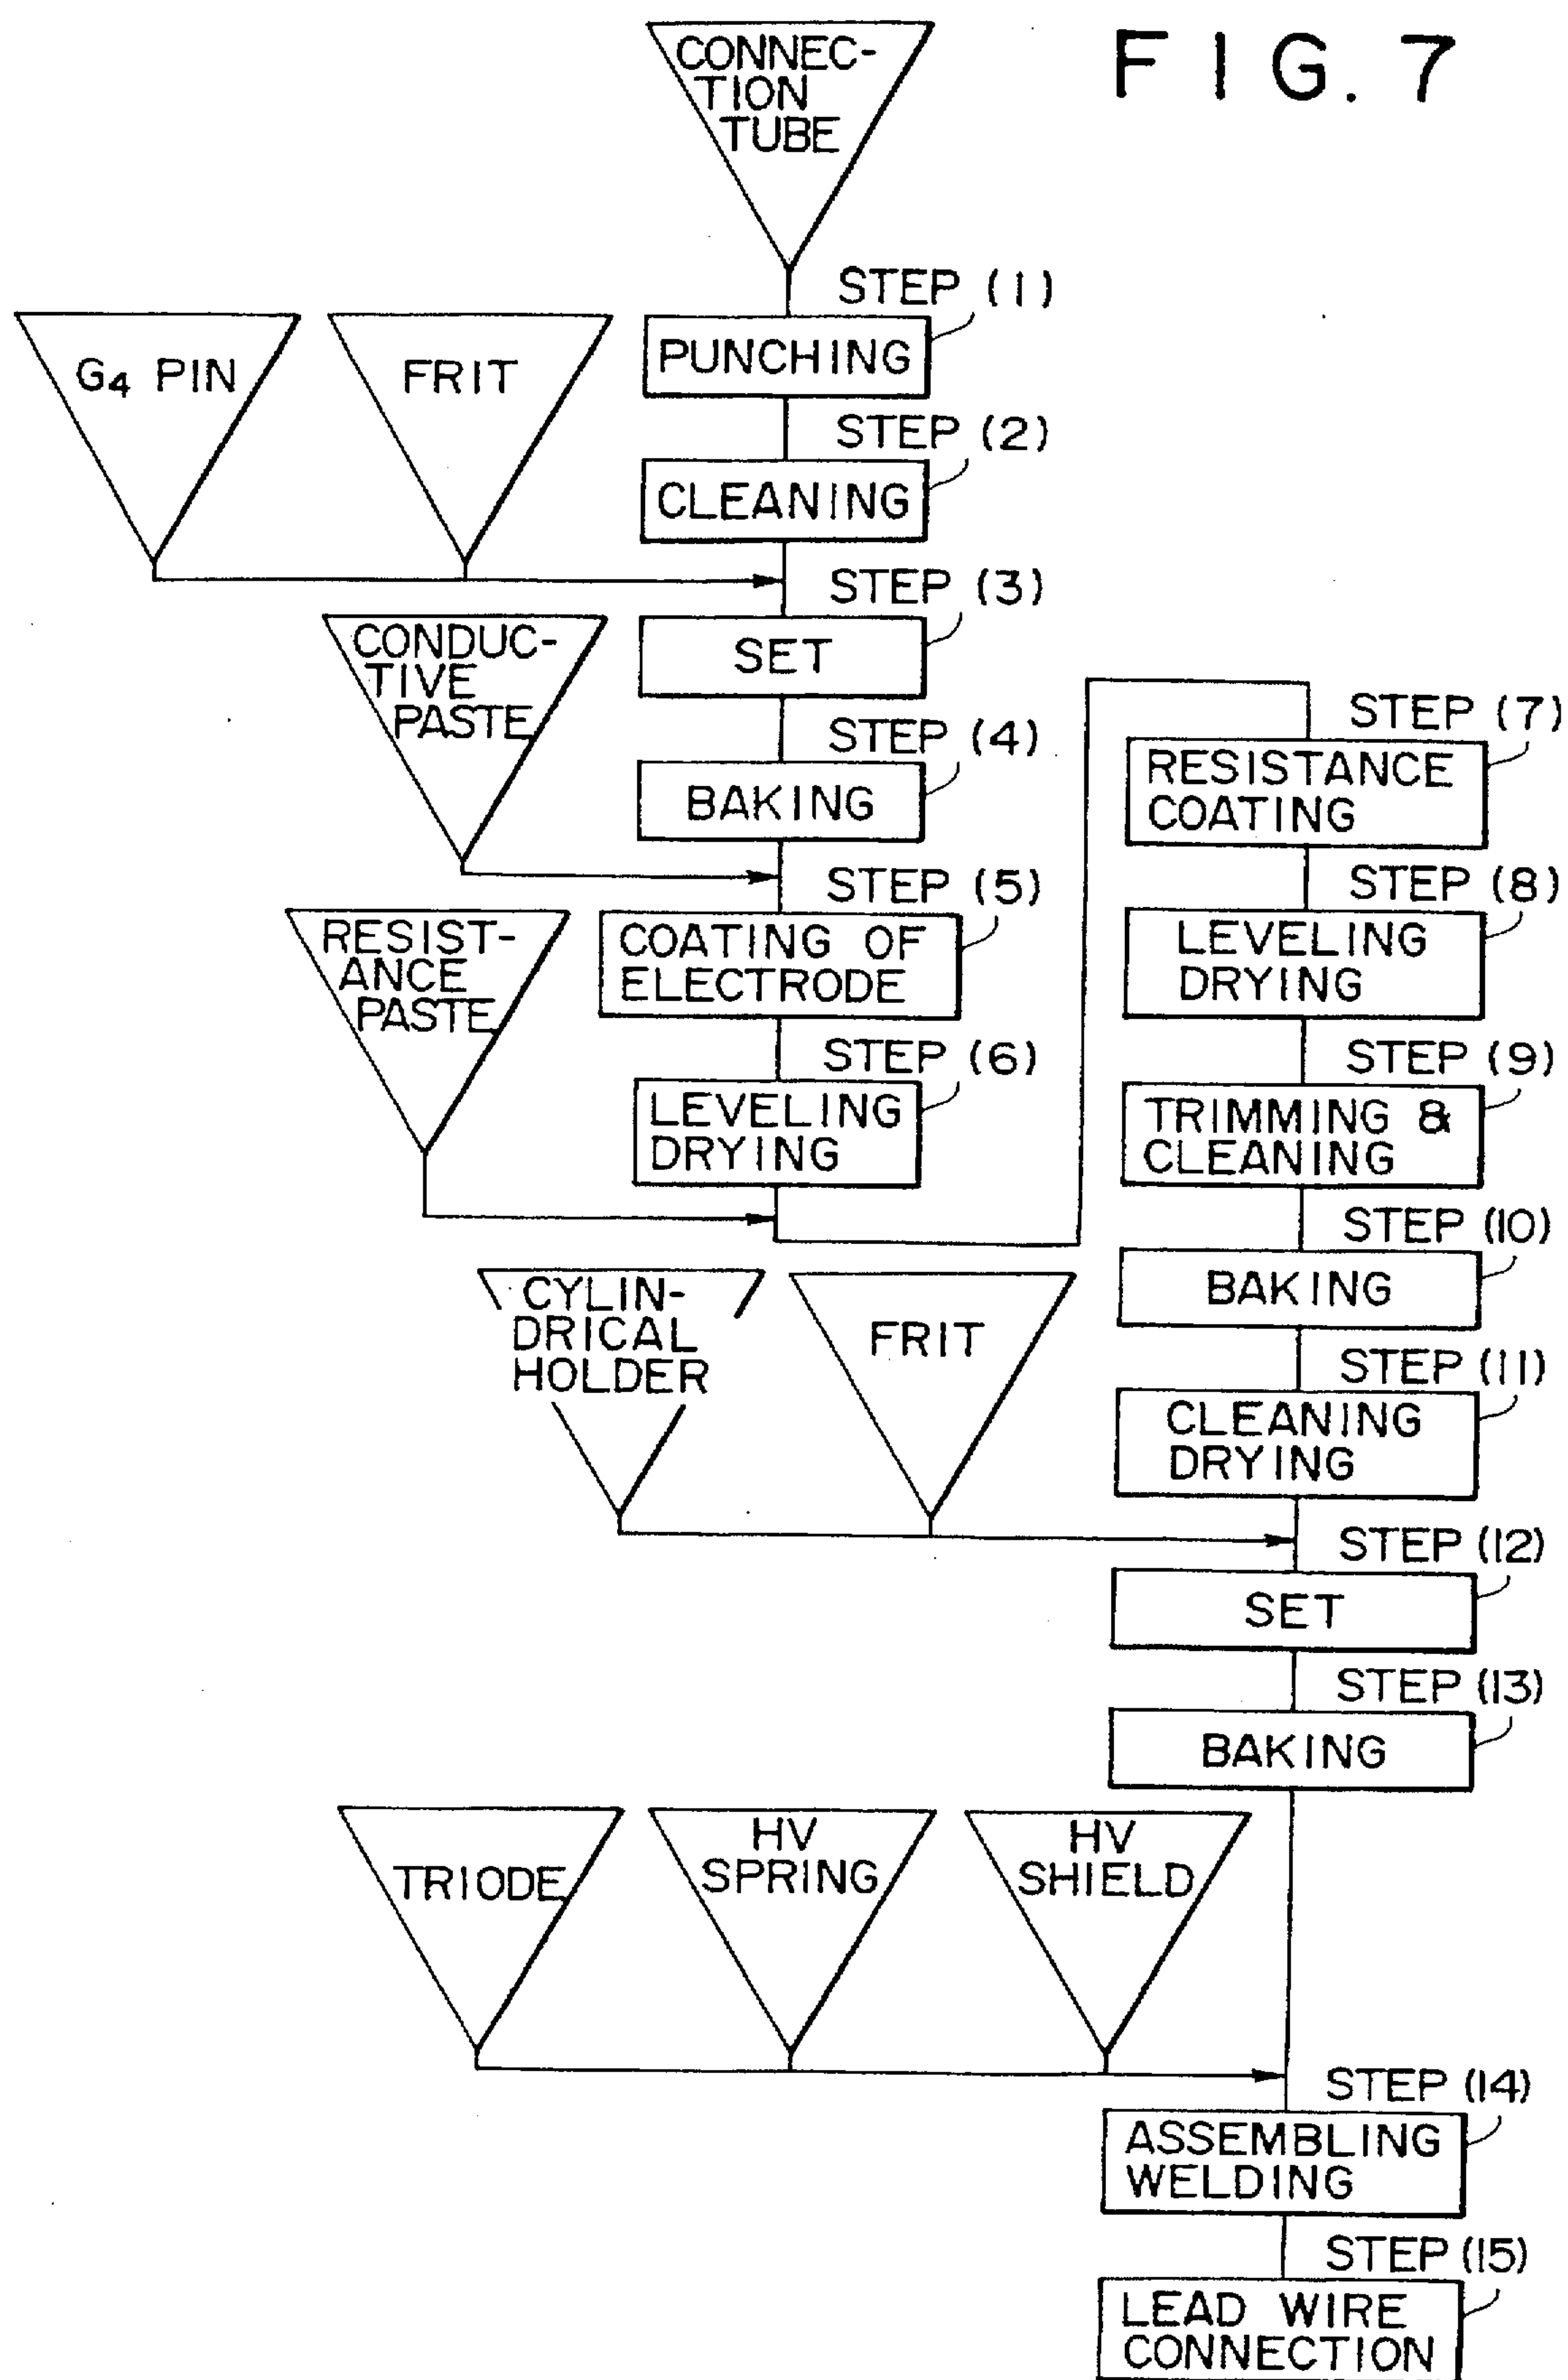 FIG. 7
CONNEC-
TION
TUBE
STEP (1)
PUNCHING
G4 PIN
FRIT
STEP (2)
CLEANING
STEP (3)
SET
CONDUC-
TIVE
PASTE
STEP (4)
BAKING
STEP (5)
COATING OF
ELECTRODE
RESIST-
ANCE
PASTE
STEP (6)
LEVELING
DRYING
STEP (7)
RESISTANCE
COATING
STEP (8)
LEVELING
DRYING
STEP (9)
TRIMMING &
CLEANING
STEP (10)
BAKING
STEP (11)
CLEANING
DRYING
CYLIN-
DRICAL
HOLDER
FRIT
STEP (12)
SET
STEP (13)
BAKING
TRIODE
HV
SPRING
HV
SHIELD
STEP (14)
ASSEMBLING
WELDING
STEP (15)
LEAD WIRE
CONNECTION